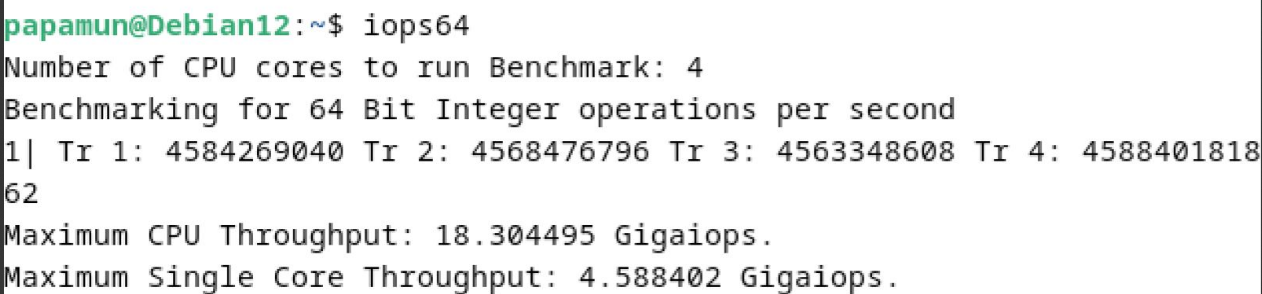 papamun@Debian12:~$ iops64
Number of CPU cores to run Benchmark: 4
Benchmarking for 64 Bit Integer operations per second
1| Tr 1: 4584269040 Tr 2: 4568476796 Tr 3: 4563348608 Tr 4: 4588401818
62
Maximum CPU Throughput: 18.304495 Gigaiops.
Maximum Single Core Throughput: 4.588402 Gigaiops.